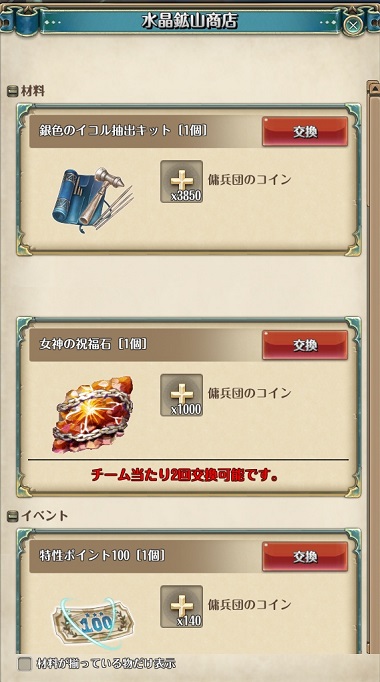 水晶鉱山商店
材料
銀色のイコル抽出キット [1個]
交換
傭兵団のコイン
x3850
女神の祝福石 [1個]
交換
傭兵団のコイン
x1000
チーム当たり2回交換可能です。
イベント
特性ポイント100 [1個]
交換
100
傭兵団のコイン
x140
材料が揃っている物だけ表示